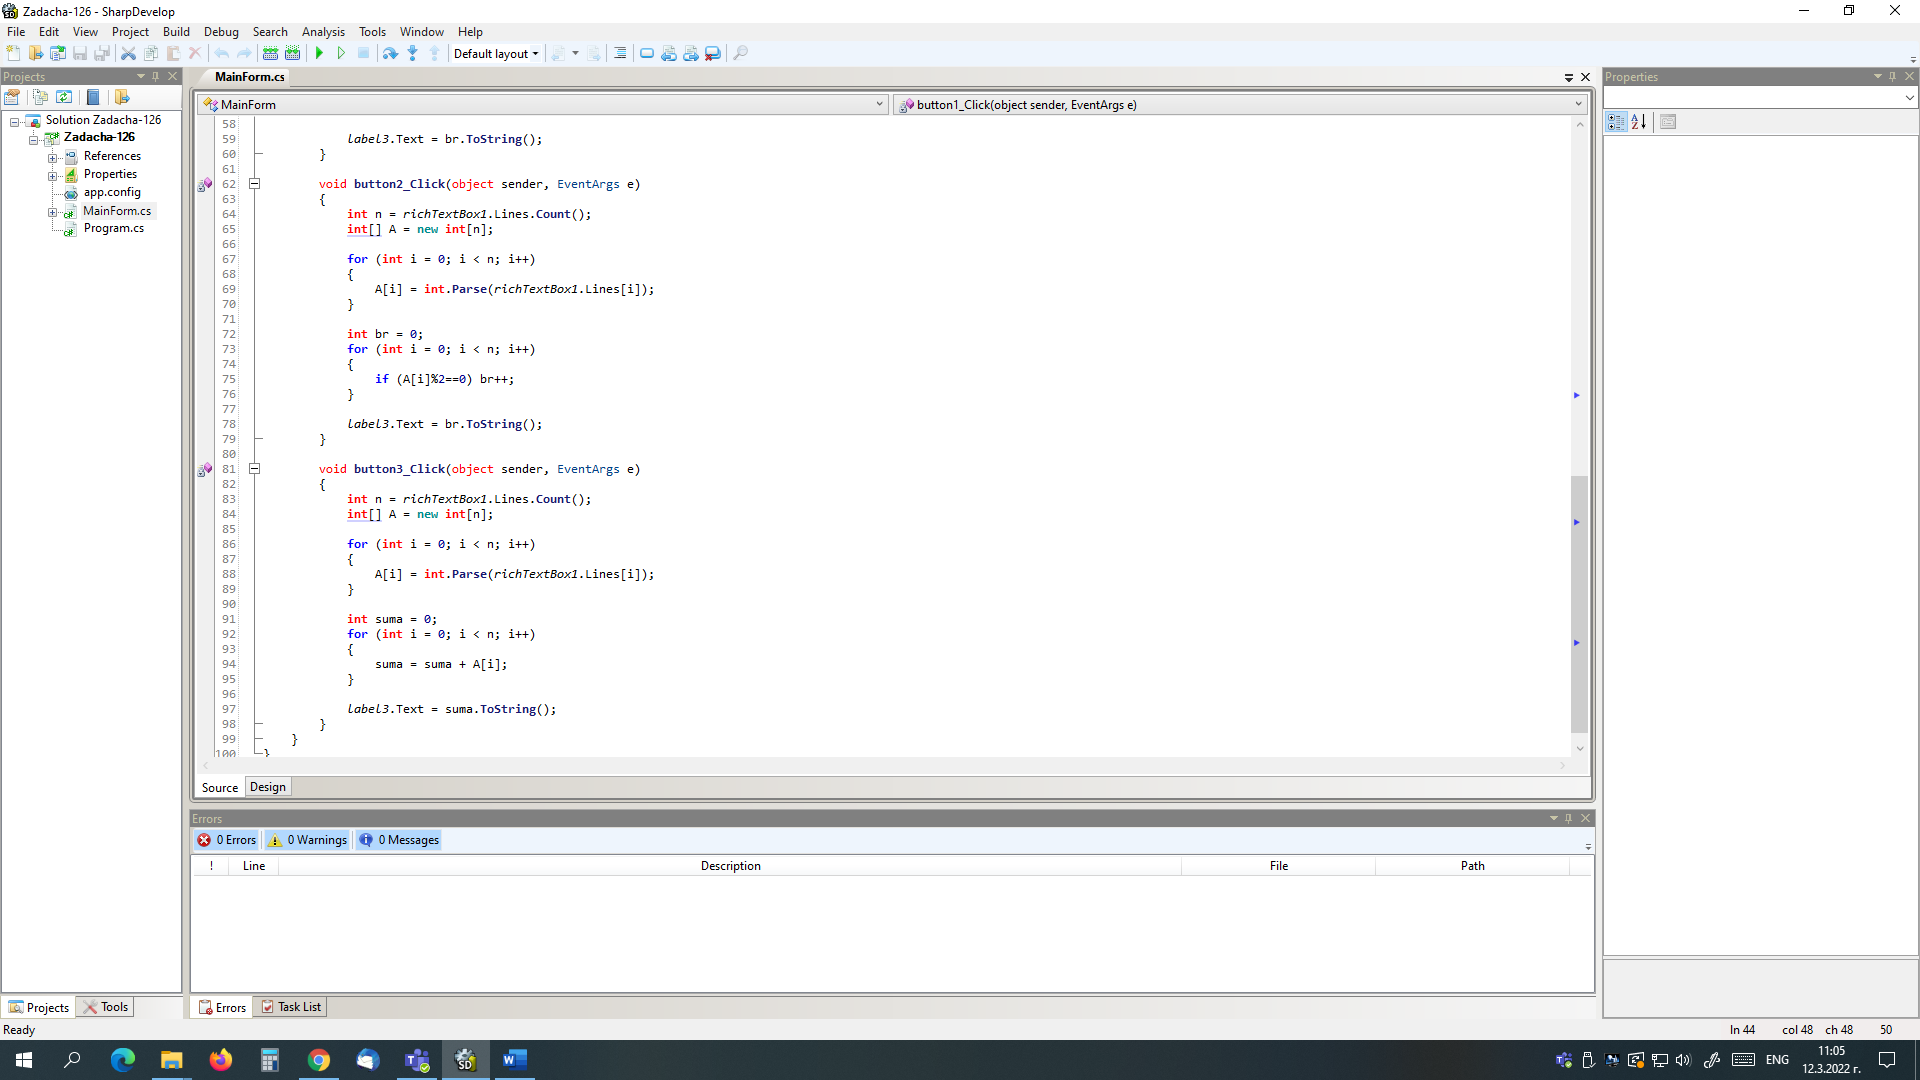 Zadacha-126 - SharpDevelop
File Edit View Project Build Debug Search Analysis Tools Window Help
Default layout
Projects
MainForm.cs
Properties
MainForm
button1_Click(object sender, EventArgs e)
Solution Zadacha-126
Zadacha-126
References
Properties
app.config
MainForm.cs
Program.cs
58
59 label3.Text = br.ToString();
60 }
61
62 void button2_Click(object sender, EventArgs e)
63 {
64 int n = richTextBox1.Lines.Count();
65 int[] A = new int[n];
66
67 for (int i = 0; i < n; i++)
68 {
69 A[i] = int.Parse(richTextBox1.Lines[i]);
70 }
71
72 int br = 0;
73 for (int i = 0; i < n; i++)
74 {
75 if (A[i]%2==0) br++;
76 }
77
78 label3.Text = br.ToString();
79 }
80
81 void button3_Click(object sender, EventArgs e)
82 {
83 int n = richTextBox1.Lines.Count();
84 int[] A = new int[n];
85
86 for (int i = 0; i < n; i++)
87 {
88 A[i] = int.Parse(richTextBox1.Lines[i]);
89 }
90
91 int suma = 0;
92 for (int i = 0; i < n; i++)
93 {
94 suma = suma + A[i];
95 }
96
97 label3.Text = suma.ToString();
98 }
99 }
100 }
Source Design
Errors
0 Errors 0 Warnings 0 Messages
! Line Description File Path
Projects Tools
Errors Task List
Ready
ln 44 col 48 ch 48 50
ENG
11:05
12.3.2022 г.